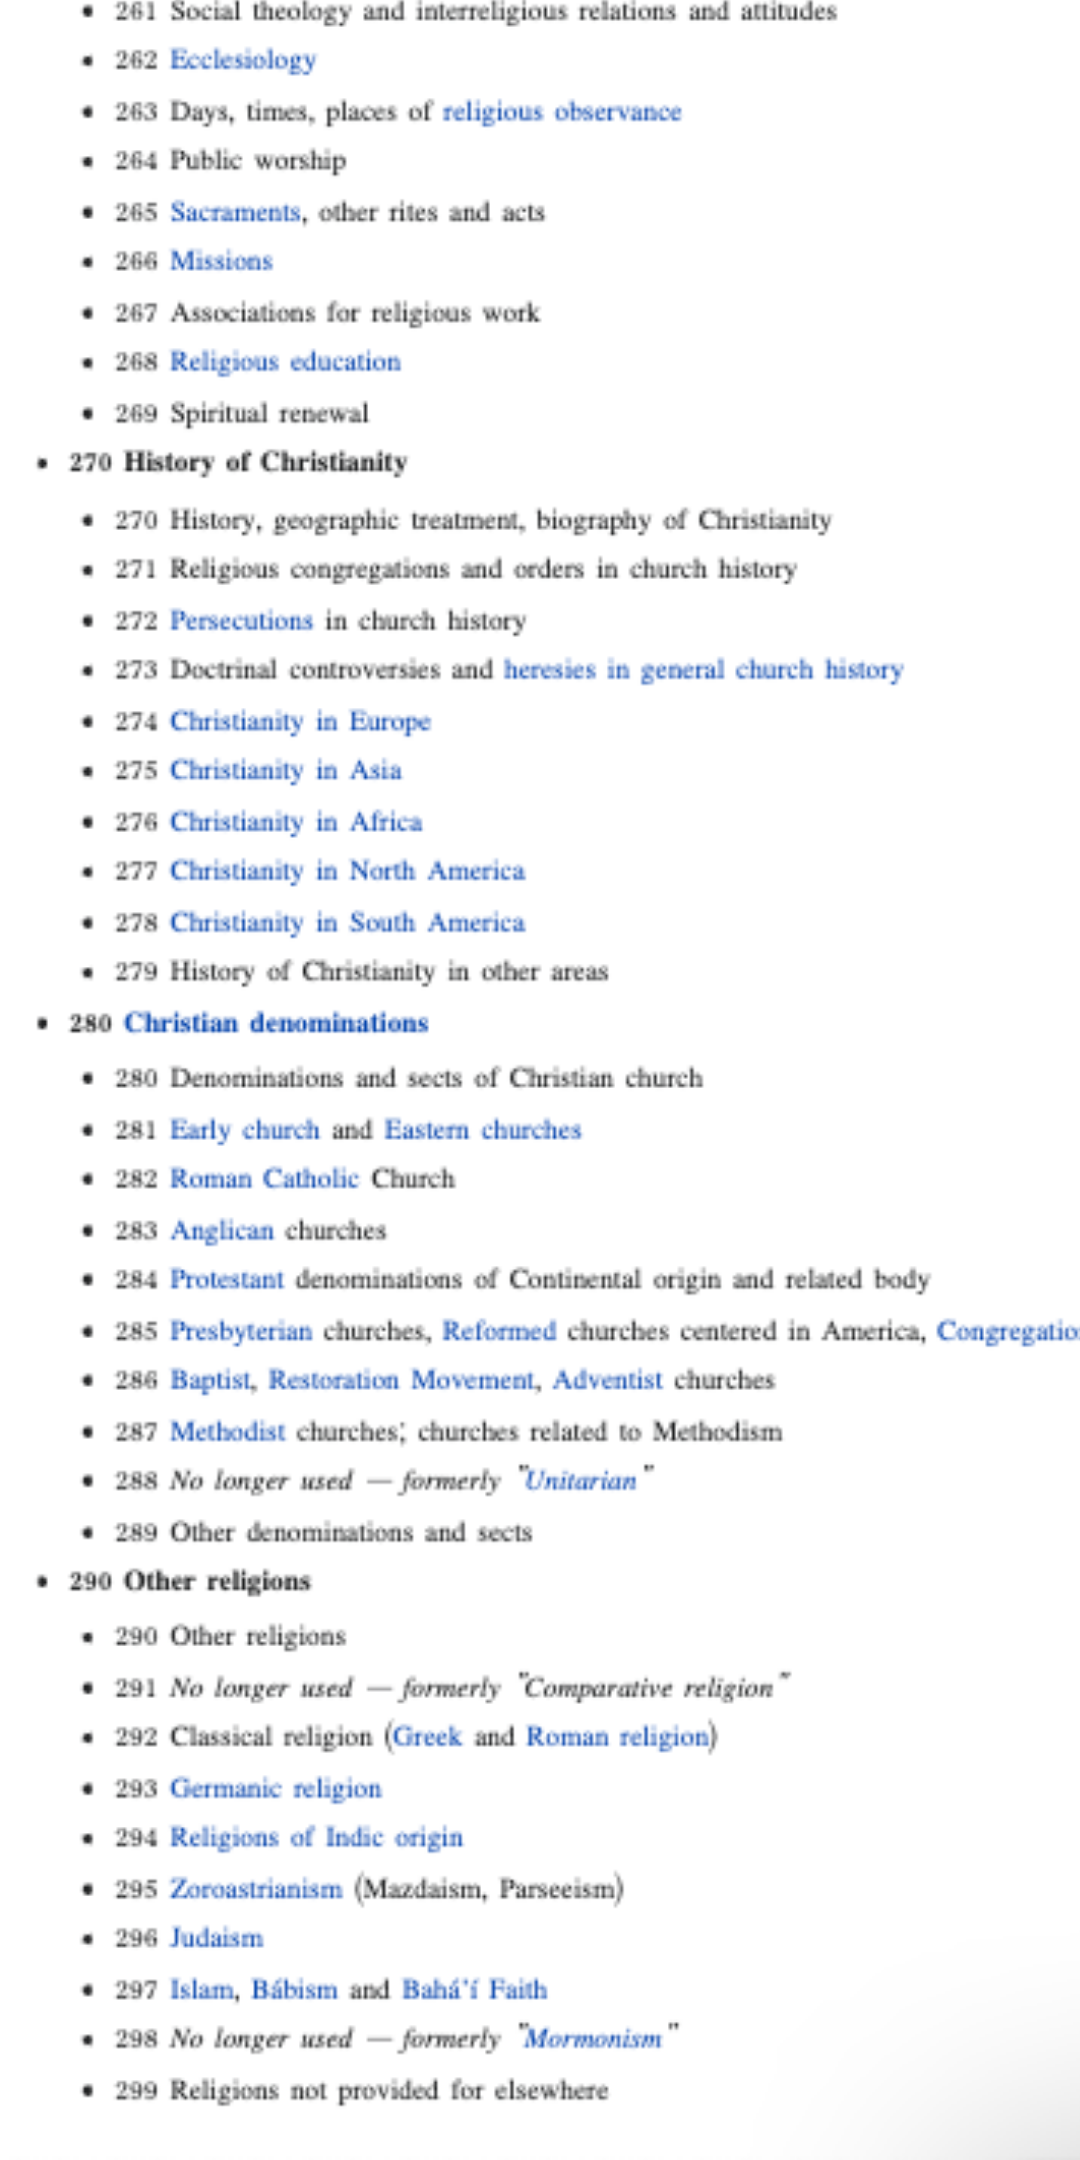 • 261 Social theology and interreligious relations and attitudes
• 262 Ecclesiology
• 263 Days, times, places of religious observance
• 264 Public worship
• 265 Sacraments, other rites and acts
• 266 Missions
• 267 Associations for religious work
• 268 Religious education
• 269 Spiritual renewal
• 270 History of Christianity
• 270 History, geographic treatment, biography of Christianity
• 271 Religious congregations and orders in church history
• 272 Persecutions in church history
• 273 Doctrinal controversies and heresies in general church history
• 274 Christianity in Europe
• 275 Christianity in Asia
• 276 Christianity in Africa
• 277 Christianity in North America
• 278 Christianity in South America
• 279 History of Christianity in other areas
• 280 Christian denominations
• 280 Denominations and sects of Christian church
• 281 Early church and Eastern churches
• 282 Roman Catholic Church
• 283 Anglican churches
• 284 Protestant denominations of Continental origin and related body
• 285 Presbyterian churches, Reformed churches centered in America,
• 286 Baptist, Restoration Movement, Adventist churches
• 287 Methodist churches; churches related to Methodism
• 288 No longer used — formerly "Unitarian"
• 289 Other denominations and sects
• 290 Other religions
• 290 Other religions
• 291 No longer used — formerly "Comparative religion"
• 292 Classical religion (Greek and Roman religion)
• 293 Germanic religion
• 294 Religions of Indic origin
• 295 Zoroastrianism (Mazdaism, Parseeism)
• 296 Judaism
• 297 Islam, Bábism and Bahá'í Faith
• 298 No longer used — formerly "Mormonism"
• 299 Religions not provided for elsewhere